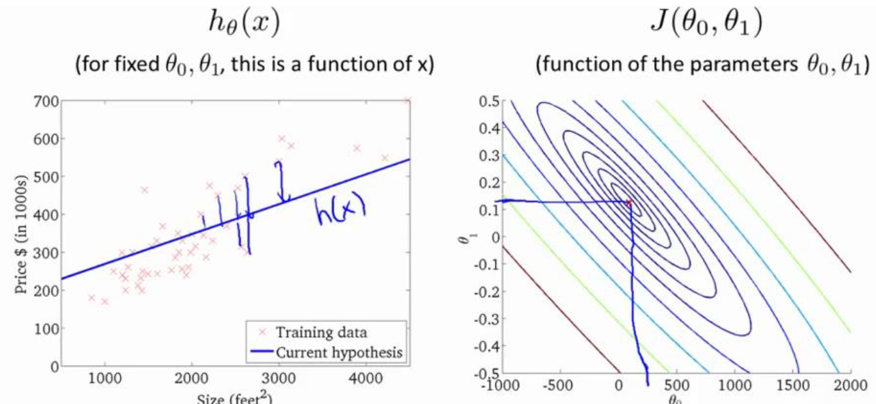 hθ(x)
(for fixed θ0, θ1, this is a function of x)
700
600
500
400
300
200
100
0
1000
2000
3000
4000
Price $ (in 1000s)
Size (feet²)
h(x)
Training data
Current hypothesis
J(θ0, θ1)
(function of the parameters θ0, θ1)
0.5
0.4
0.3
0.2
0.1
0
-0.1
-0.2
-0.3
-0.4
-0.5
-1000
-500
0
500
1000
1500
2000
θ1
θ0